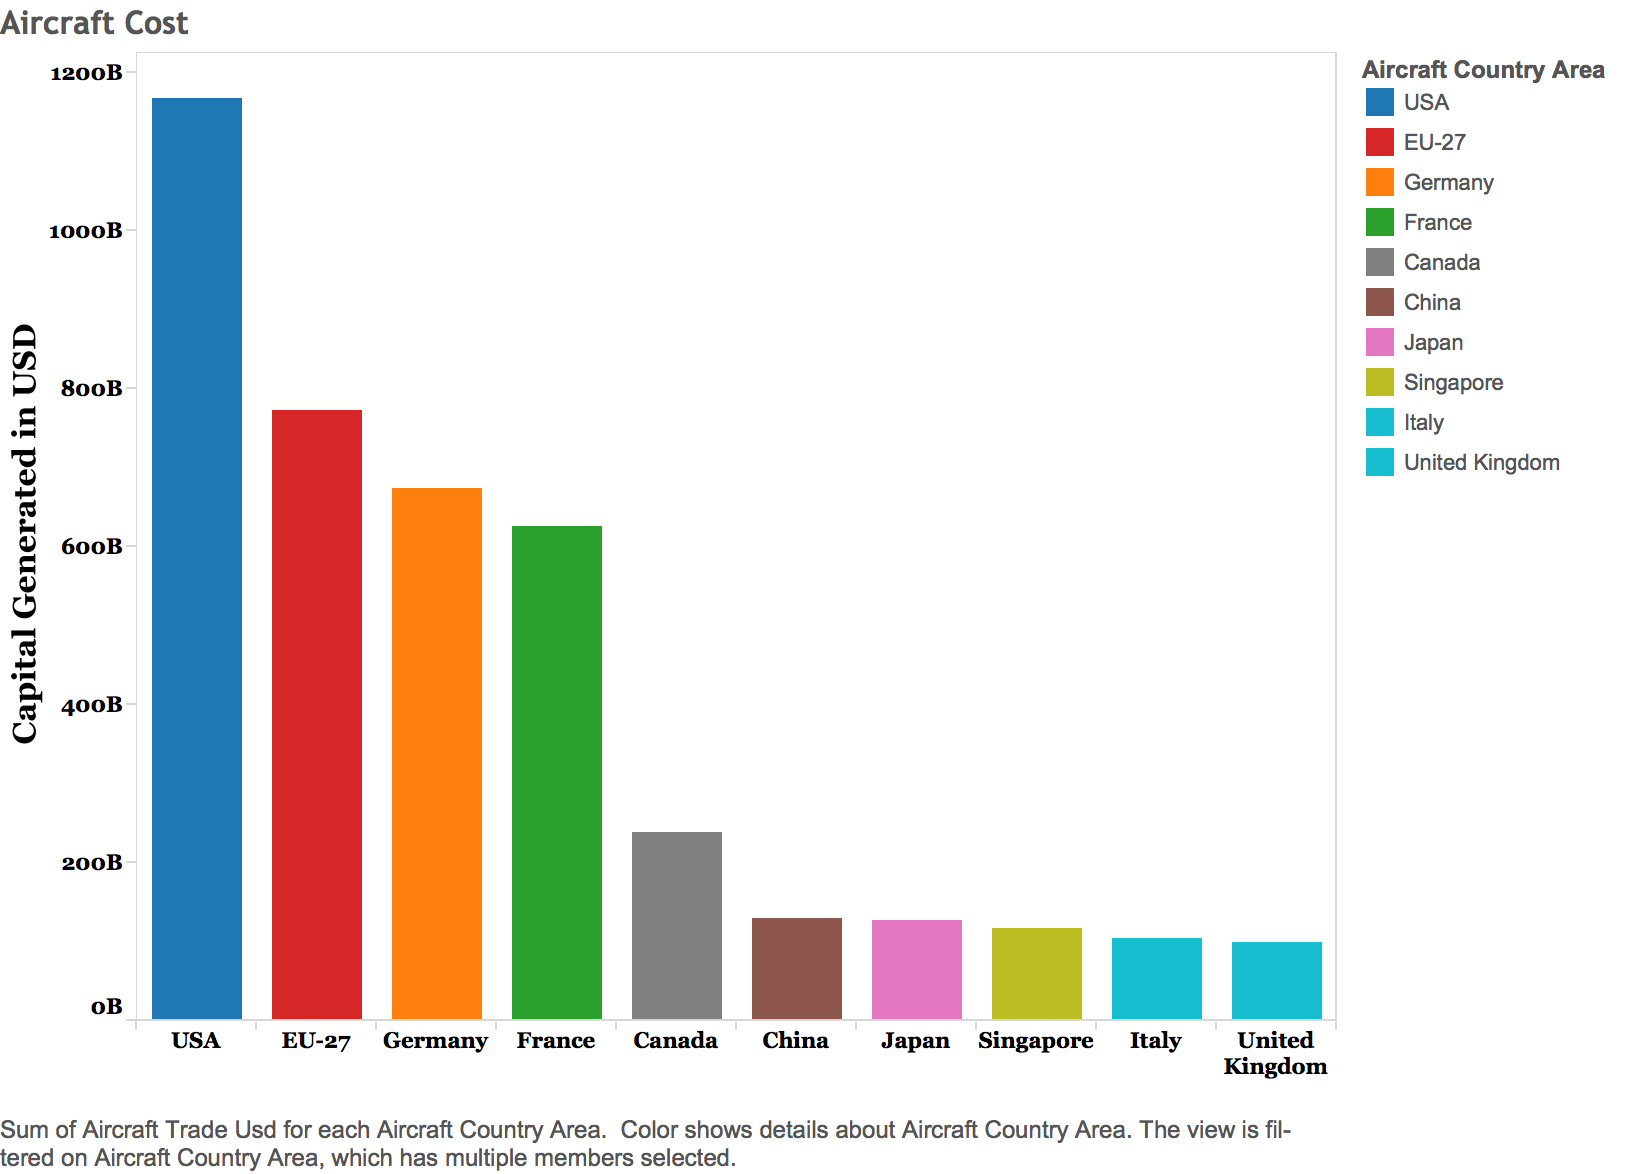 Aircraft Cost
1200B
1000B
800B
600B
400B
200B
0B
Capital Generated in USD
USA
EU-27
Germany
France
Canada
China
Japan
Singapore
Italy
United
Kingdom
Aircraft Country Area
USA
EU-27
Germany
France
Canada
China
Japan
Singapore
Italy
United Kingdom
Sum of Aircraft Trade Usd for each Aircraft Country Area.  Color shows details about Aircraft Country Area. The view is fil-
tered on Aircraft Country Area, which has multiple members selected.